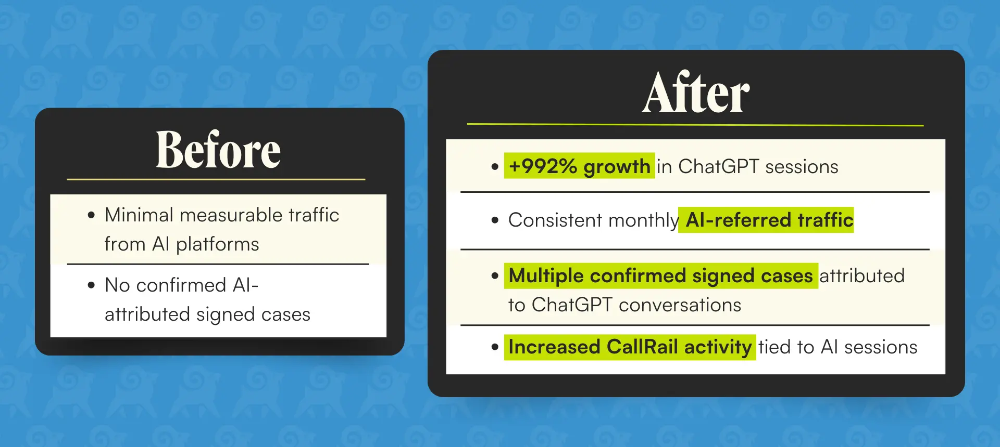 Before
• Minimal measurable traffic
from AI platforms
• No confirmed AI-
attributed signed cases
After
• +992% growth in ChatGPT sessions
• Consistent monthly AI-referred traffic
• Multiple confirmed signed cases attributed
to ChatGPT conversations
• Increased CallRail activity tied to AI sessions